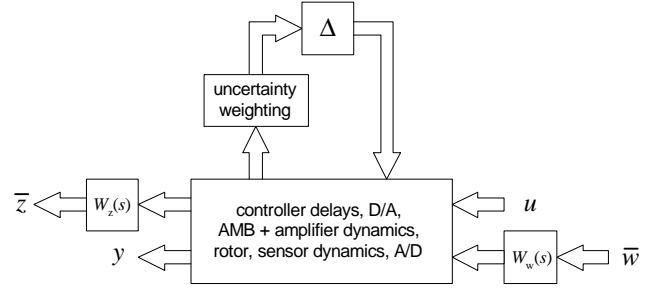 Δ
uncertainty
weighting
z̅
W_z(s)
controller delays, D/A,
AMB + amplifier dynamics,
rotor, sensor dynamics, A/D
u
y
W_w(s)
w̅